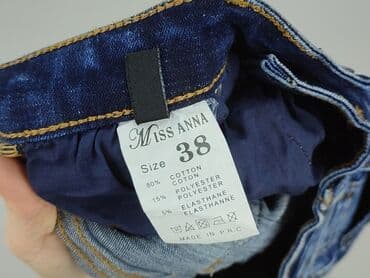 MISS ANNA
Size 38
80% COTTON
COTON
15% POLYESTER
POLYESTER
5% ELASTHANE
ELASTHANNE
MADE IN P.R.C